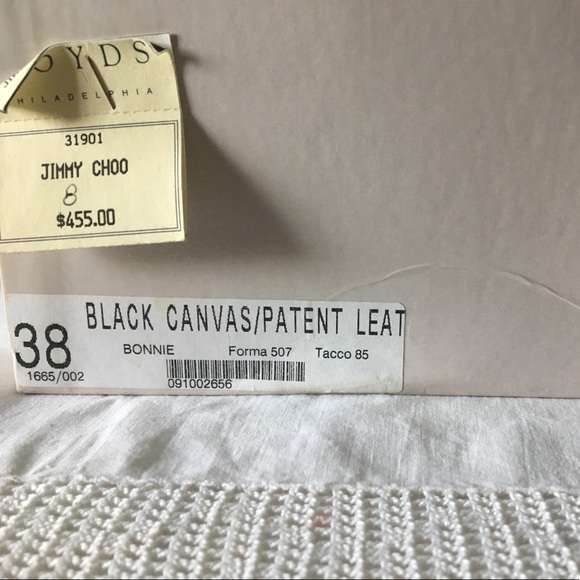 OYDS
PHILADELPHIA
31901
JIMMY CHOO
8
$455.00
38
BLACK CANVAS/PATENT LEAT
BONNIE Forma 507 Tacco 85
1665/002
091002656